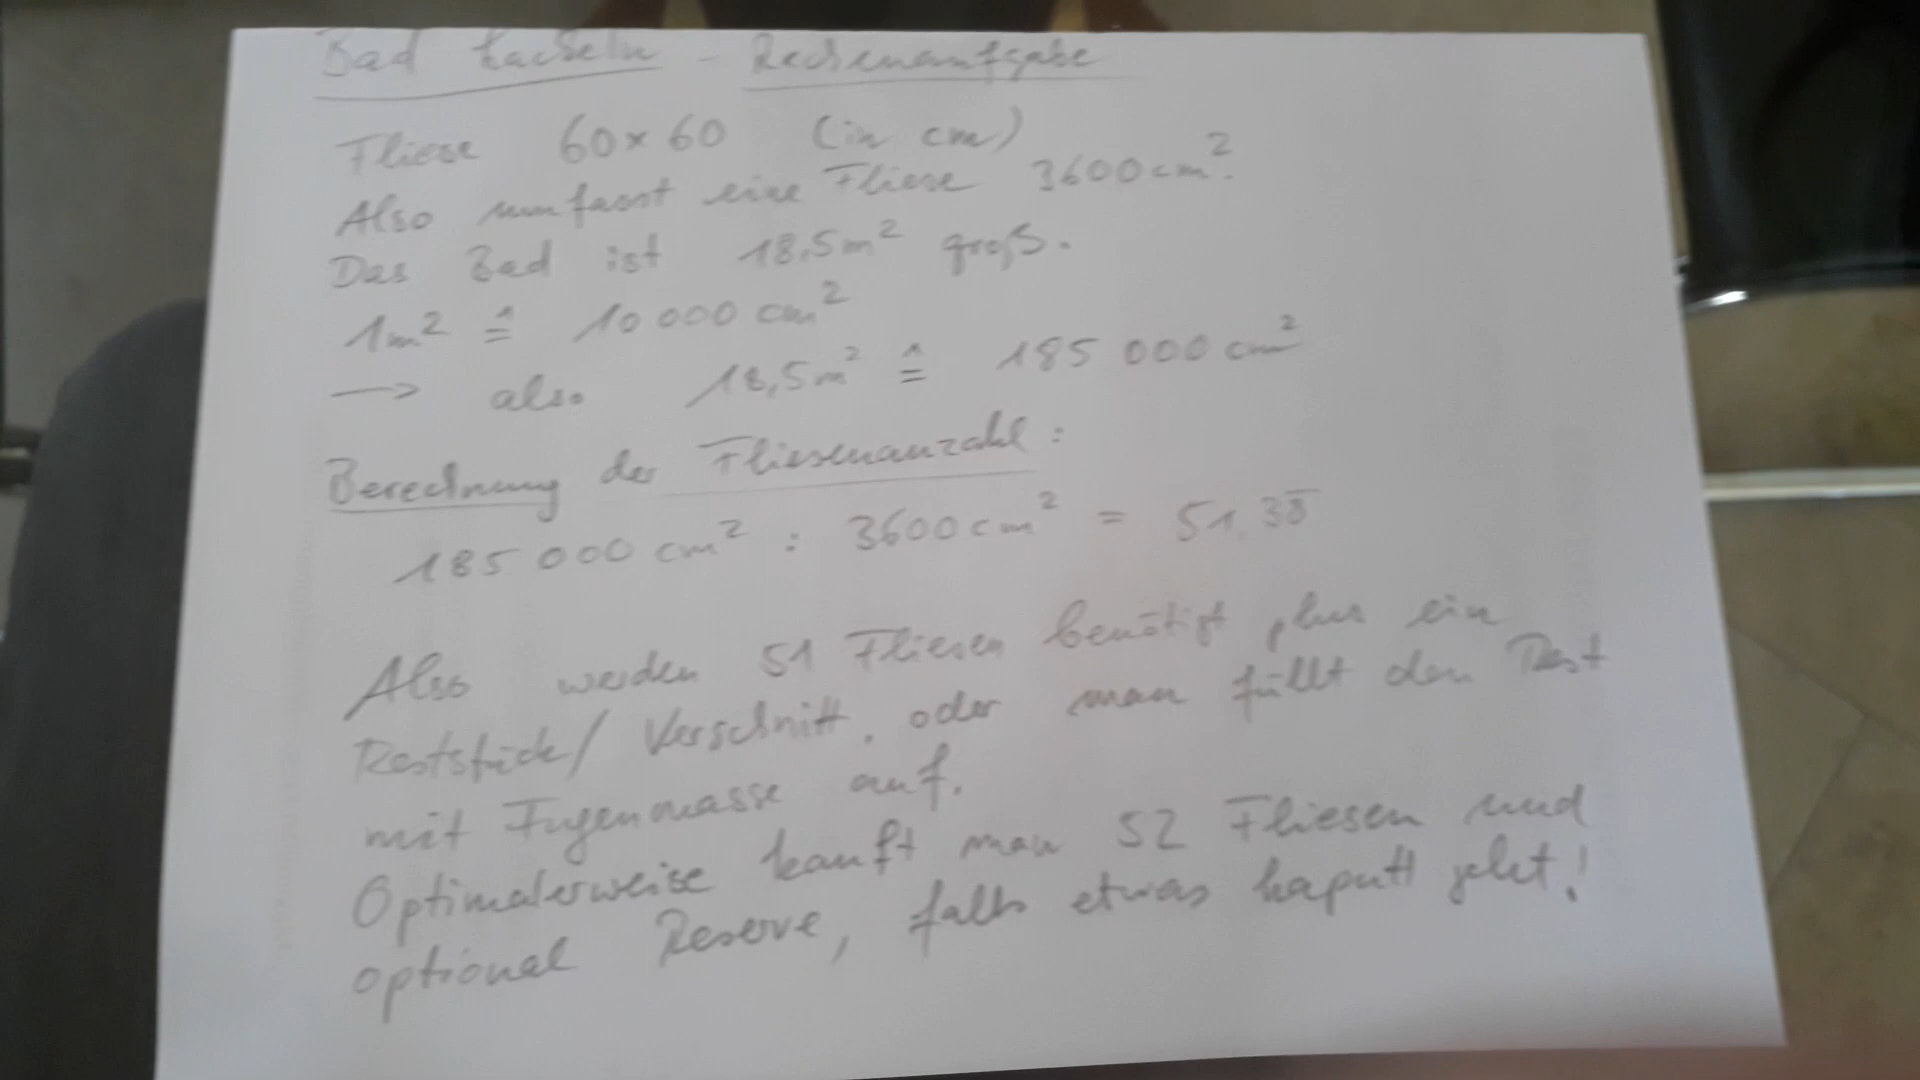 Bad kacheln - Rechenaufgabe
Fliese 60x60 (in cm)
Also umfasst eine Fliese 3600cm².
Das Bad ist 18,5m² groß.
1m² ≙ 10 000 cm²
→ also 18,5m² ≙ 185 000 cm²
Berechnung der Fliesenanzahl:
185 000 cm² : 3600cm² = 51,38̅
Also werden 51 Fliesen benötigt plus ein
Reststück/Verschnitt, oder man füllt den Rest
mit Fugenmasse auf.
Optimalerweise kauft man 52 Fliesen und
optional Reserve, falls etwas kaputt geht!